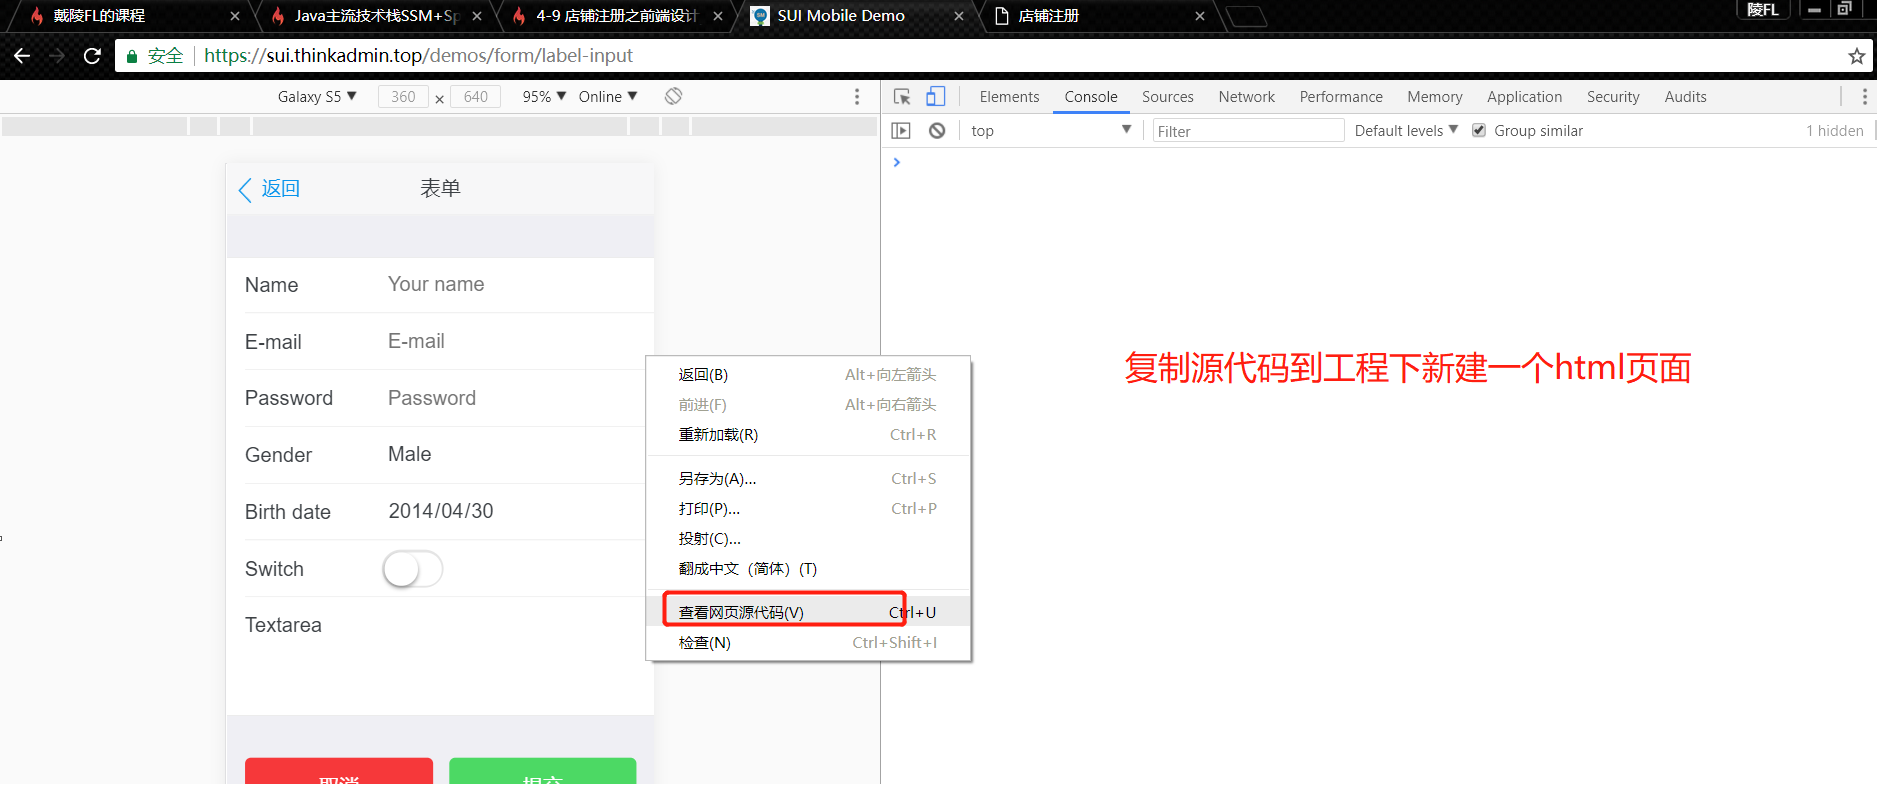 戴陵FL的课程
Java主流技术栈SSM+Sp
4-9 店铺注册之前端设计
SUI Mobile Demo
店铺注册
陵FL
安全
https://sui.thinkadmin.top/demos/form/label-input
Galaxy S5
360
×
640
95%
Online
Elements
Console
Sources
Network
Performance
Memory
Application
Security
Audits
top
Filter
Default levels
Group similar
1 hidden
返回
表单
Name
Your name
E-mail
E-mail
Password
Password
Gender
Male
Birth date
2014/04/30
Switch
Textarea
取消
提交
返回(B)
Alt+向左箭头
前进(F)
Alt+向右箭头
重新加载(R)
Ctrl+R
另存为(A)...
Ctrl+S
打印(P)...
Ctrl+P
投射(C)...
翻成中文（简体）(T)
查看网页源代码(V)
Ctrl+U
检查(N)
Ctrl+Shift+I
复制源代码到工程下新建一个html页面